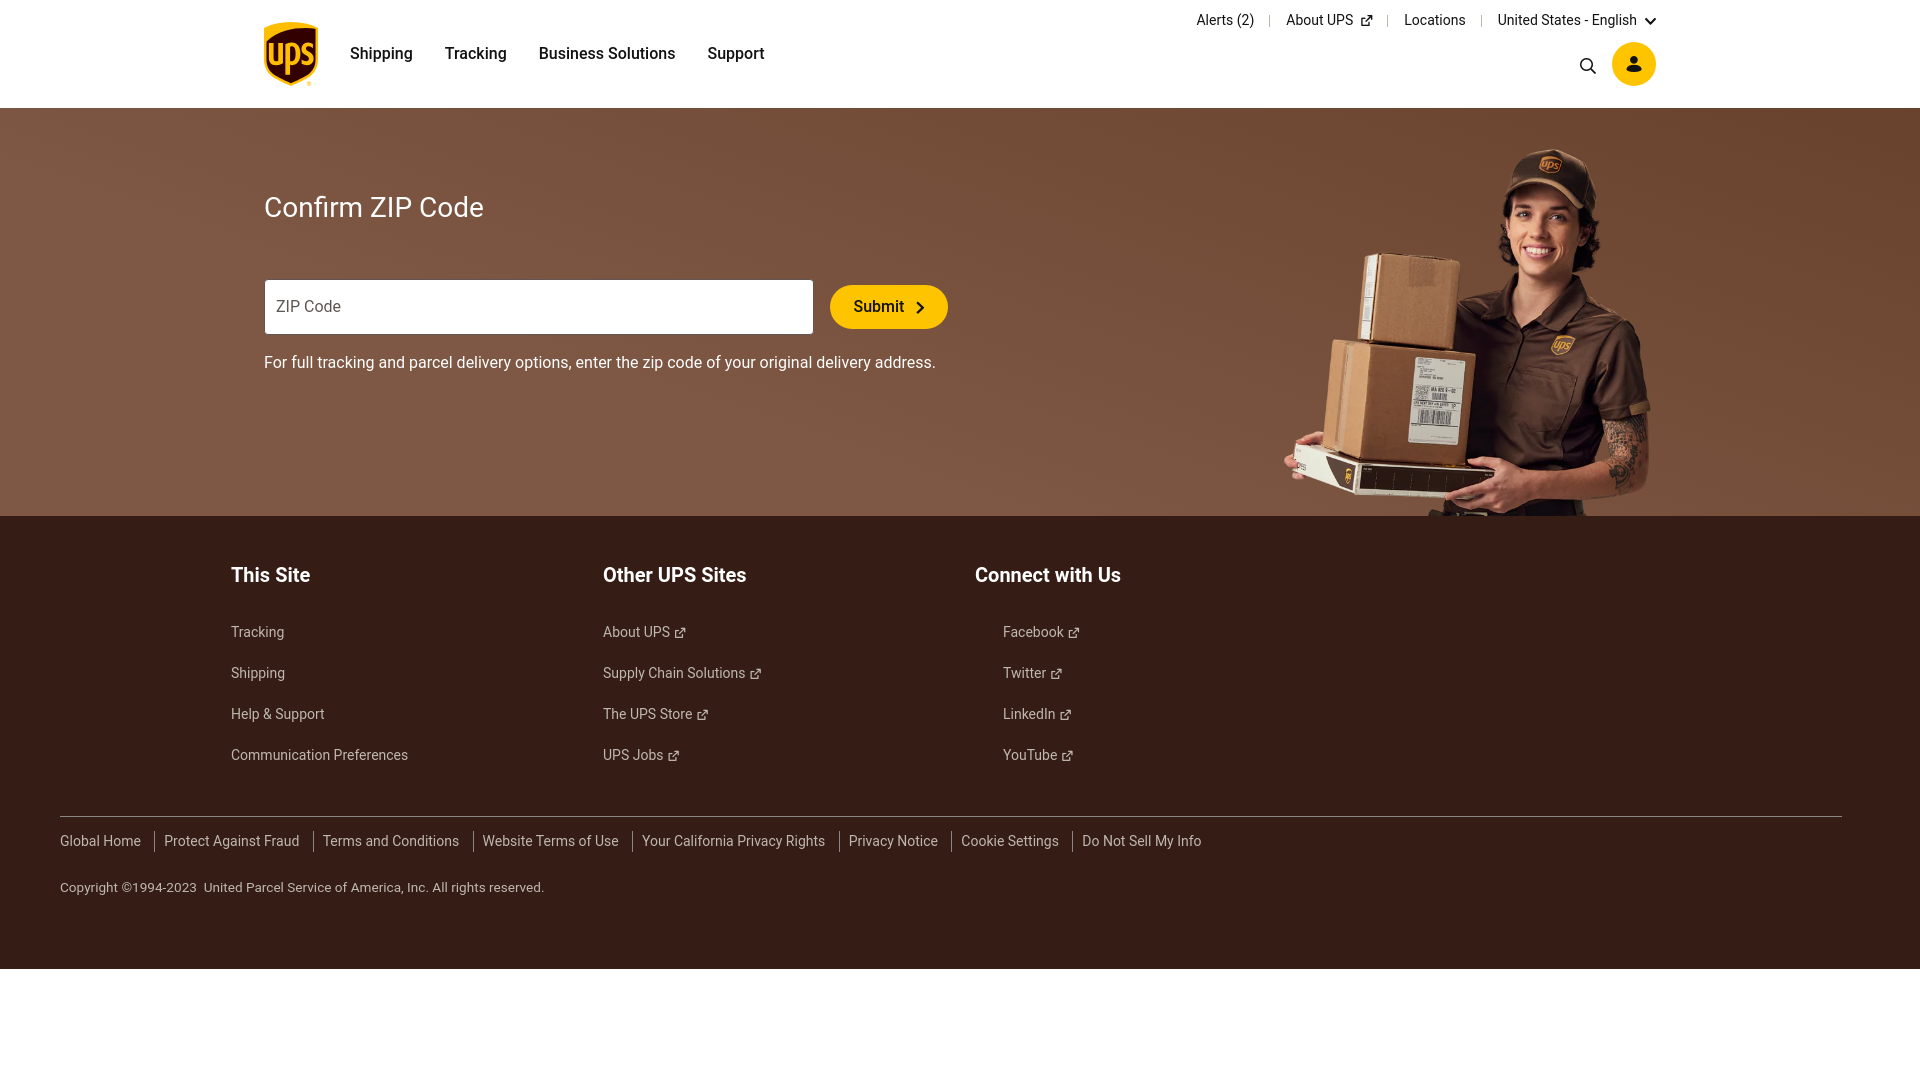 Alerts (2)
About UPS
Locations
United States - English
ups
Shipping
Tracking
Business Solutions
Support
Confirm ZIP Code
ZIP Code
Submit
For full tracking and parcel delivery options, enter the zip code of your original delivery address.
ups
ups
This Site
Tracking
Shipping
Help & Support
Communication Preferences
Other UPS Sites
About UPS
Supply Chain Solutions
The UPS Store
UPS Jobs
Connect with Us
Facebook
Twitter
LinkedIn
YouTube
Global Home
Protect Against Fraud
Terms and Conditions
Website Terms of Use
Your California Privacy Rights
Privacy Notice
Cookie Settings
Do Not Sell My Info
Copyright ©1994-2023 United Parcel Service of America, Inc. All rights reserved.